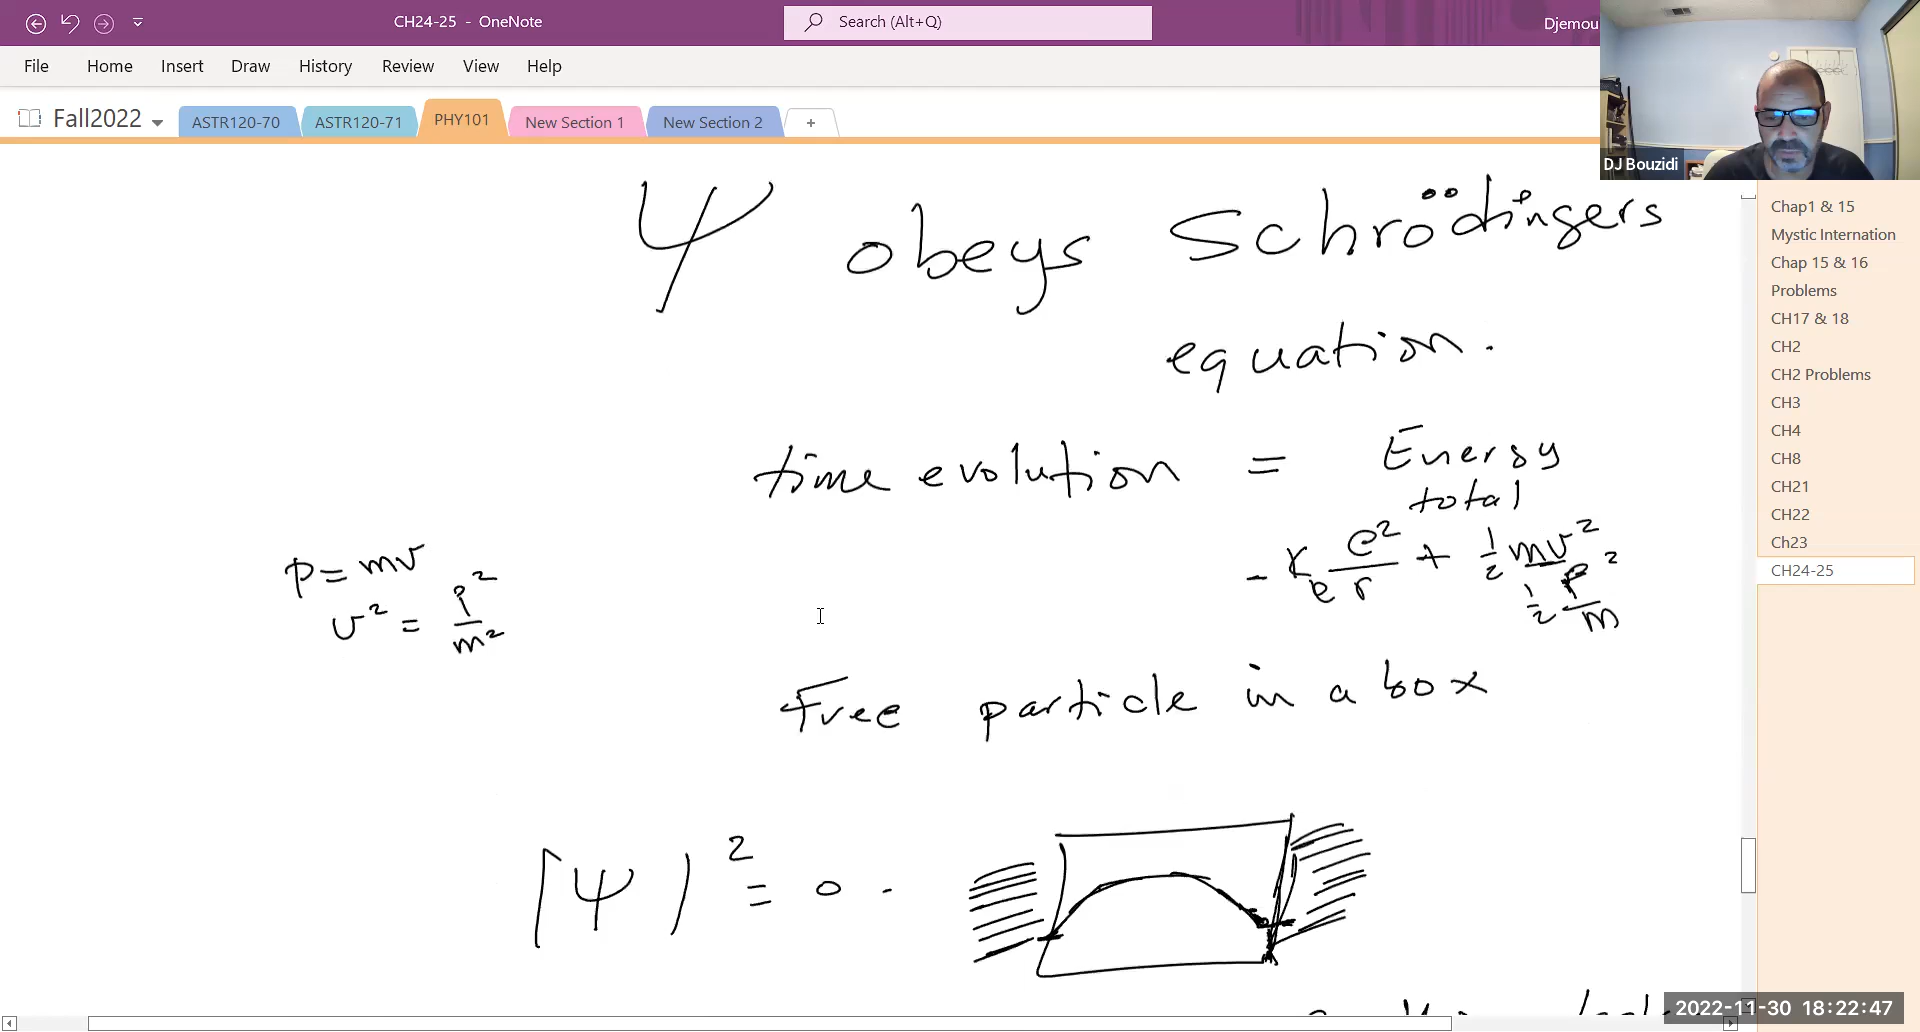 CH24-25 - OneNote
Search (Alt+Q)
Djemou
File Home Insert Draw History Review View Help
Fall2022 ASTR120-70 ASTR120-71 PHY101 New Section 1 New Section 2 +
DJ Bouzidi
Ψ obeys Schrödingers
equation.
time evolution = Energy
total
- Ke e²/r + 1/2 mv²
1/2 P²/m
p = mv
v² = P²/m²
Free particle in a box
|Ψ|² = 0.
Chap1 & 15
Mystic Internation
Chap 15 & 16
Problems
CH17 & 18
CH2
CH2 Problems
CH3
CH4
CH8
CH21
CH22
Ch23
CH24-25
2022-11-30 18:22:47